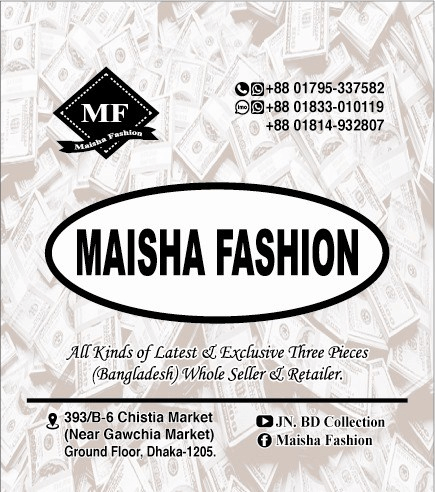 MF
Maisha Fashion
+88 01795-337582
imo +88 01833-010119
+88 01814-932807
MAISHA FASHION
All Kinds of Latest & Exclusive Three Pieces
(Bangladesh) Whole Seller & Retailer.
393/B-6 Chistia Market
(Near Gawchia Market)
Ground Floor, Dhaka-1205.
JN. BD Collection
Maisha Fashion